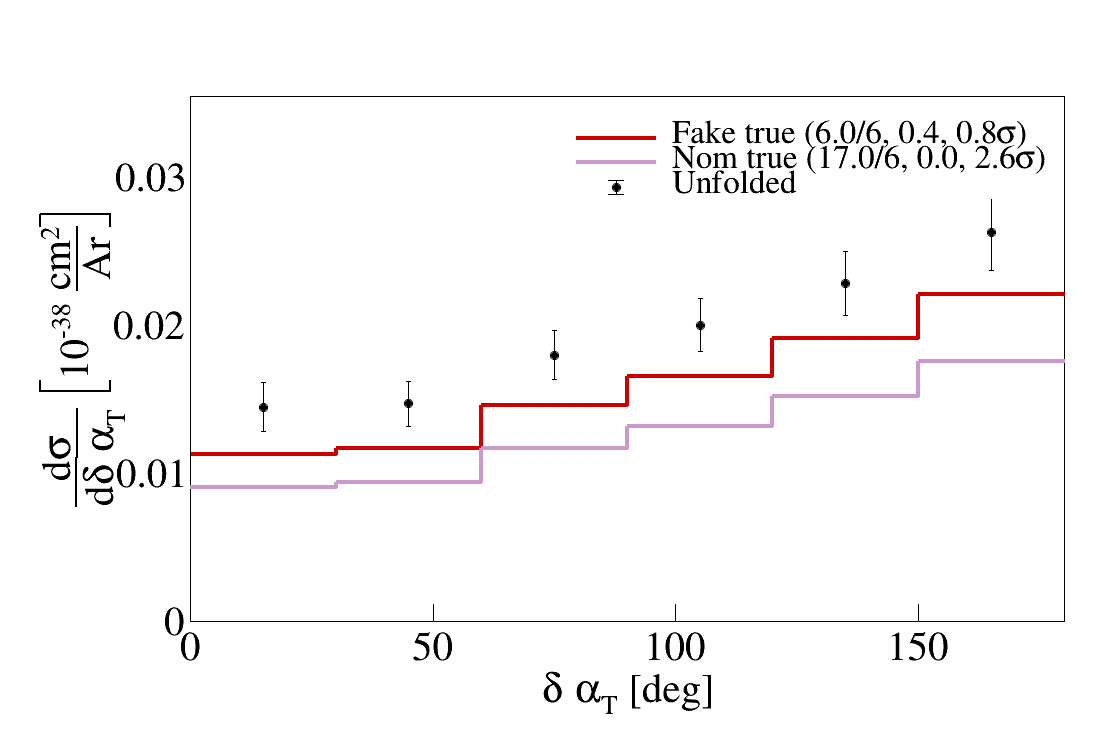 Fake true (6.0/6, 0.4, 0.8σ)
Nom true (17.0/6, 0.0, 2.6σ)
Unfolded
0.03
0.02
0.01
0
0 50 100 150
δ α_T [deg]
dσ/dδ α_T [10^-38 cm^2/Ar]